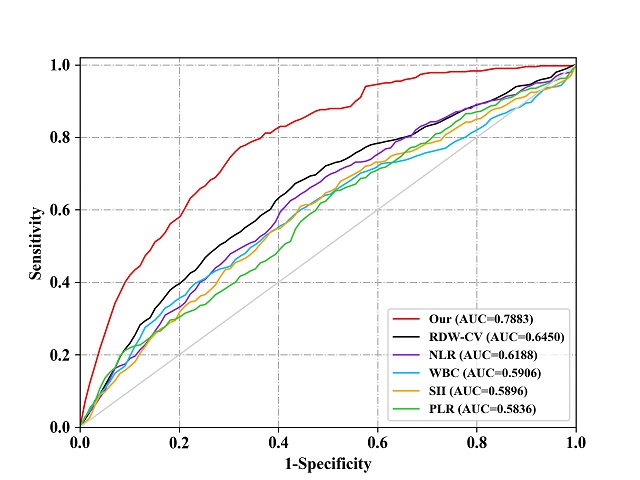 1.0
0.8
0.6
0.4
0.2
0.0
Sensitivity
0.0 0.2 0.4 0.6 0.8 1.0
1-Specificity
Our (AUC=0.7883)
RDW-CV (AUC=0.6450)
NLR (AUC=0.6188)
WBC (AUC=0.5906)
SII (AUC=0.5896)
PLR (AUC=0.5836)